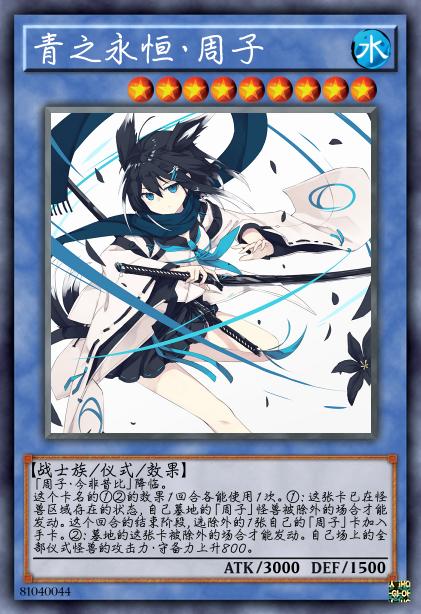 青之永恒·周子
水
【战士族/仪式/效果】
「周子·今非昔比」降临。
这个卡名的①②的效果1回合各能使用1次。①：这张卡已在怪
兽区域存在的状态，自己墓地的「周子」怪兽被除外的场合才能
发动。这个回合的结束阶段，选除外的1张自己的「周子」卡加入
手卡。②：墓地的这张卡被除外的场合才能发动。自己场上的全
部仪式怪兽的攻击力·守备力上升800。
ATK/3000 DEF/1500
81040044